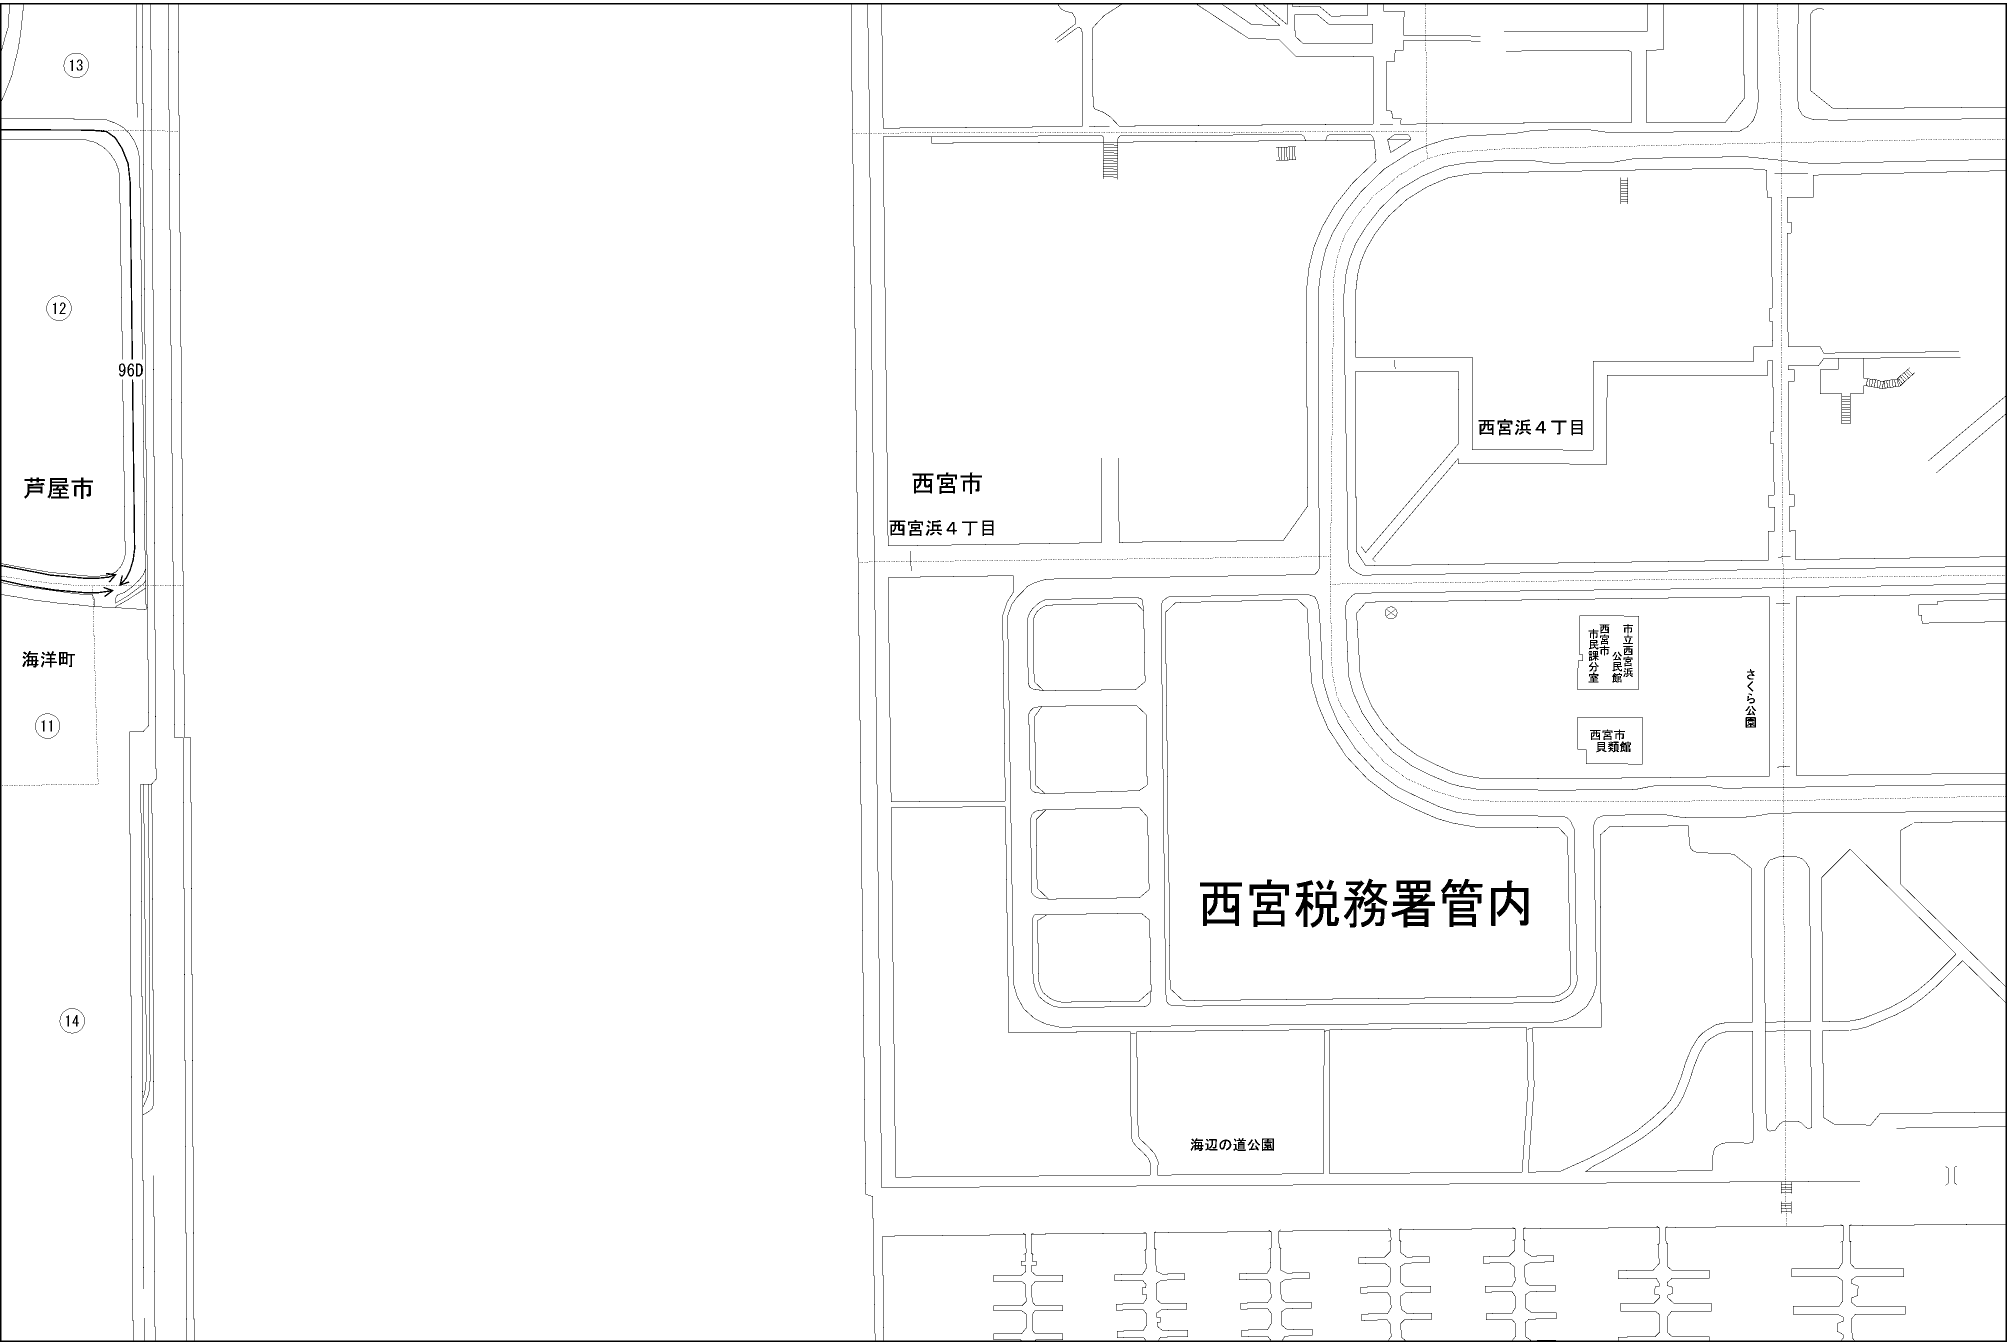 ⑬
⑫
96D
芦屋市
海洋町
⑪
⑭
西宮市
西宮浜４丁目
西宮浜４丁目
市立西宮浜
公民館
西宮市
市民課分室
西宮市
貝類館
さくら公園
西宮税務署管内
海辺の道公園